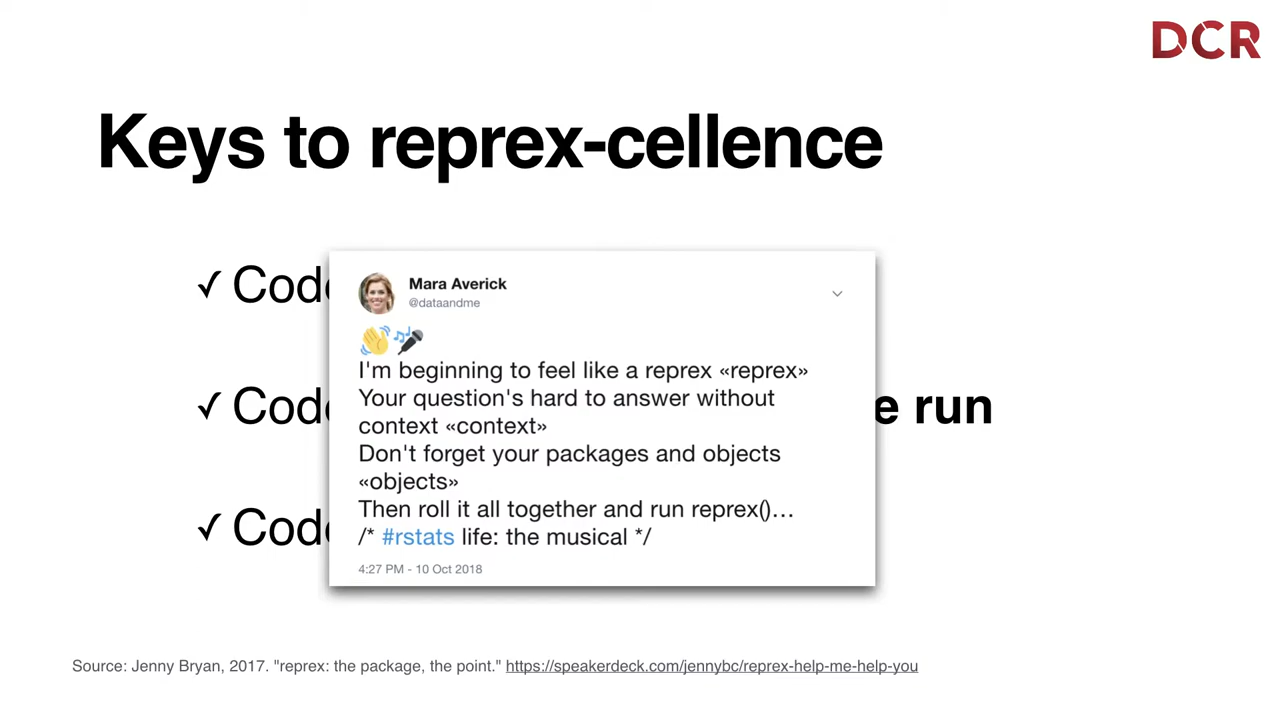 DCR
Keys to reprex-cellence
✓ Code
Mara Averick
@dataandme
I'm beginning to feel like a reprex «reprex»
Your question's hard to answer without
context «context»
Don't forget your packages and objects
«objects»
Then roll it all together and run reprex()…
/* #rstats life: the musical */
4:27 PM - 10 Oct 2018
✓ Code run
✓ Code
Source: Jenny Bryan, 2017. "reprex: the package, the point." https://speakerdeck.com/jennybc/reprex-help-me-help-you